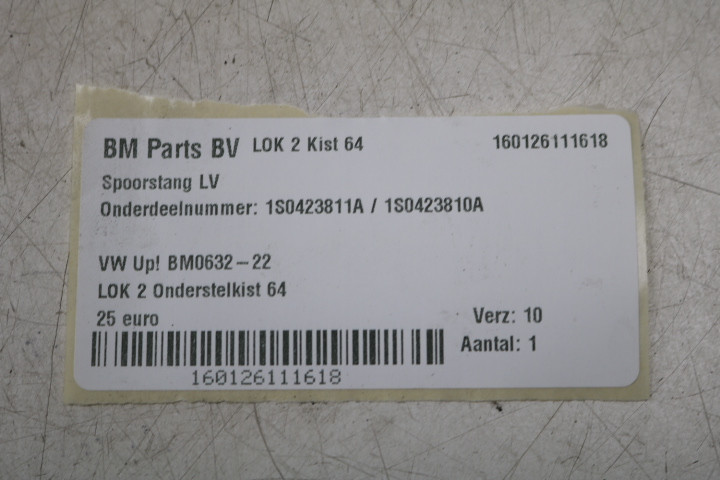 BM Parts BV LOK 2 Kist 64 160126111618
Spoorstang LV
Onderdeelnummer: 1S0423811A / 1S0423810A
VW Up! BM0632-22
LOK 2 Onderstelkist 64
25 euro Verz: 10
Aantal: 1
160126111618